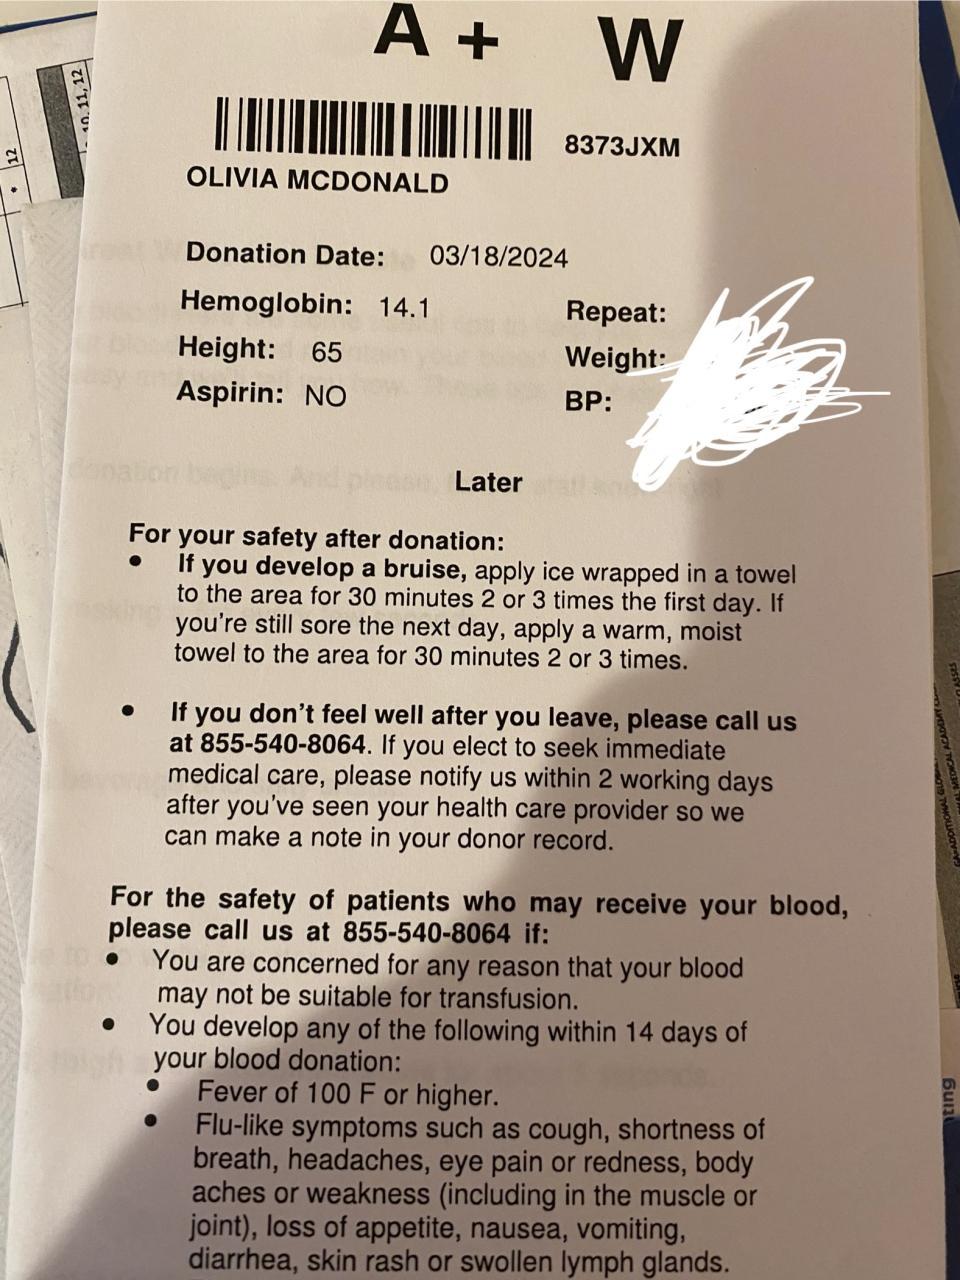 A + W
8373JXM
OLIVIA MCDONALD
Donation Date: 03/18/2024
Hemoglobin: 14.1 Repeat:
Height: 65 Weight:
Aspirin: NO BP:
Later
For your safety after donation:
• If you develop a bruise, apply ice wrapped in a towel
to the area for 30 minutes 2 or 3 times the first day. If
you're still sore the next day, apply a warm, moist
towel to the area for 30 minutes 2 or 3 times.
• If you don't feel well after you leave, please call us
at 855-540-8064. If you elect to seek immediate
medical care, please notify us within 2 working days
after you've seen your health care provider so we
can make a note in your donor record.
For the safety of patients who may receive your blood,
please call us at 855-540-8064 if:
• You are concerned for any reason that your blood
may not be suitable for transfusion.
• You develop any of the following within 14 days of
your blood donation:
• Fever of 100 F or higher.
• Flu-like symptoms such as cough, shortness of
breath, headaches, eye pain or redness, body
aches or weakness (including in the muscle or
joint), loss of appetite, nausea, vomiting,
diarrhea, skin rash or swollen lymph glands.
10, 11, 12
12
ting